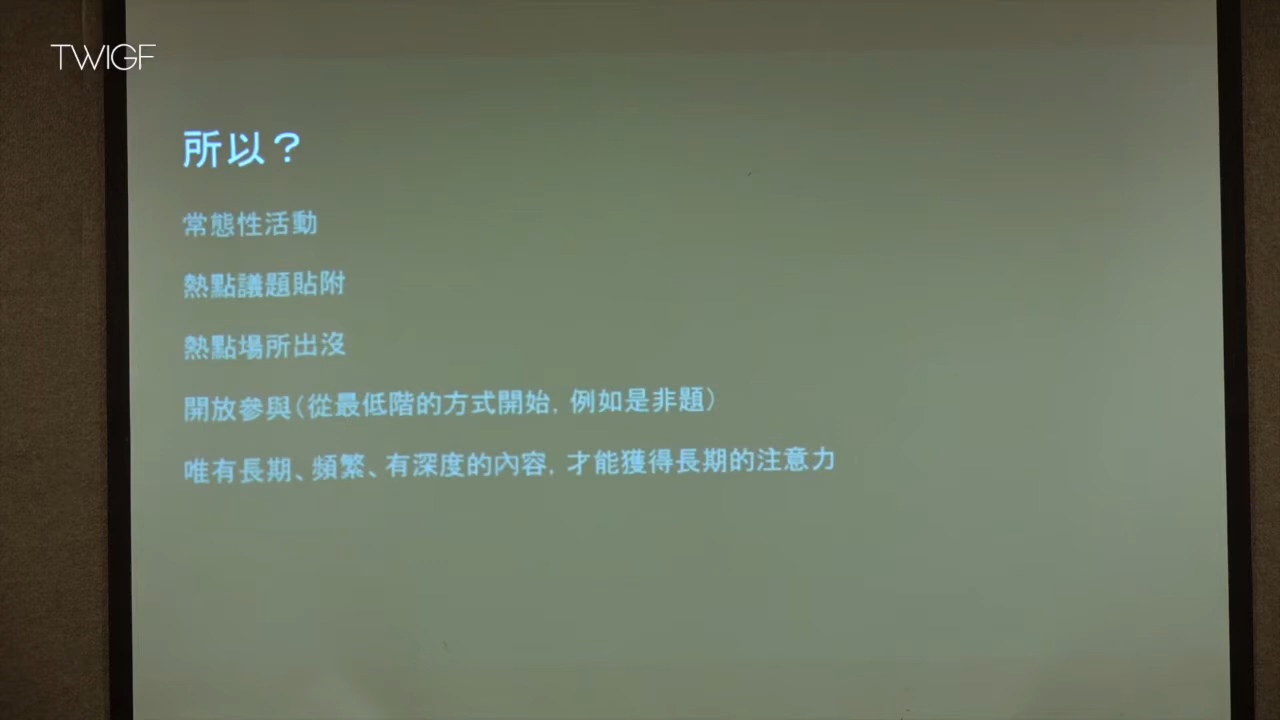 TWIGF
所以？
常態性活動
熱點議題貼附
熱點場所出沒
開放參與（從最低階的方式開始，例如是非題）
唯有長期、頻繁、有深度的內容，才能獲得長期的注意力